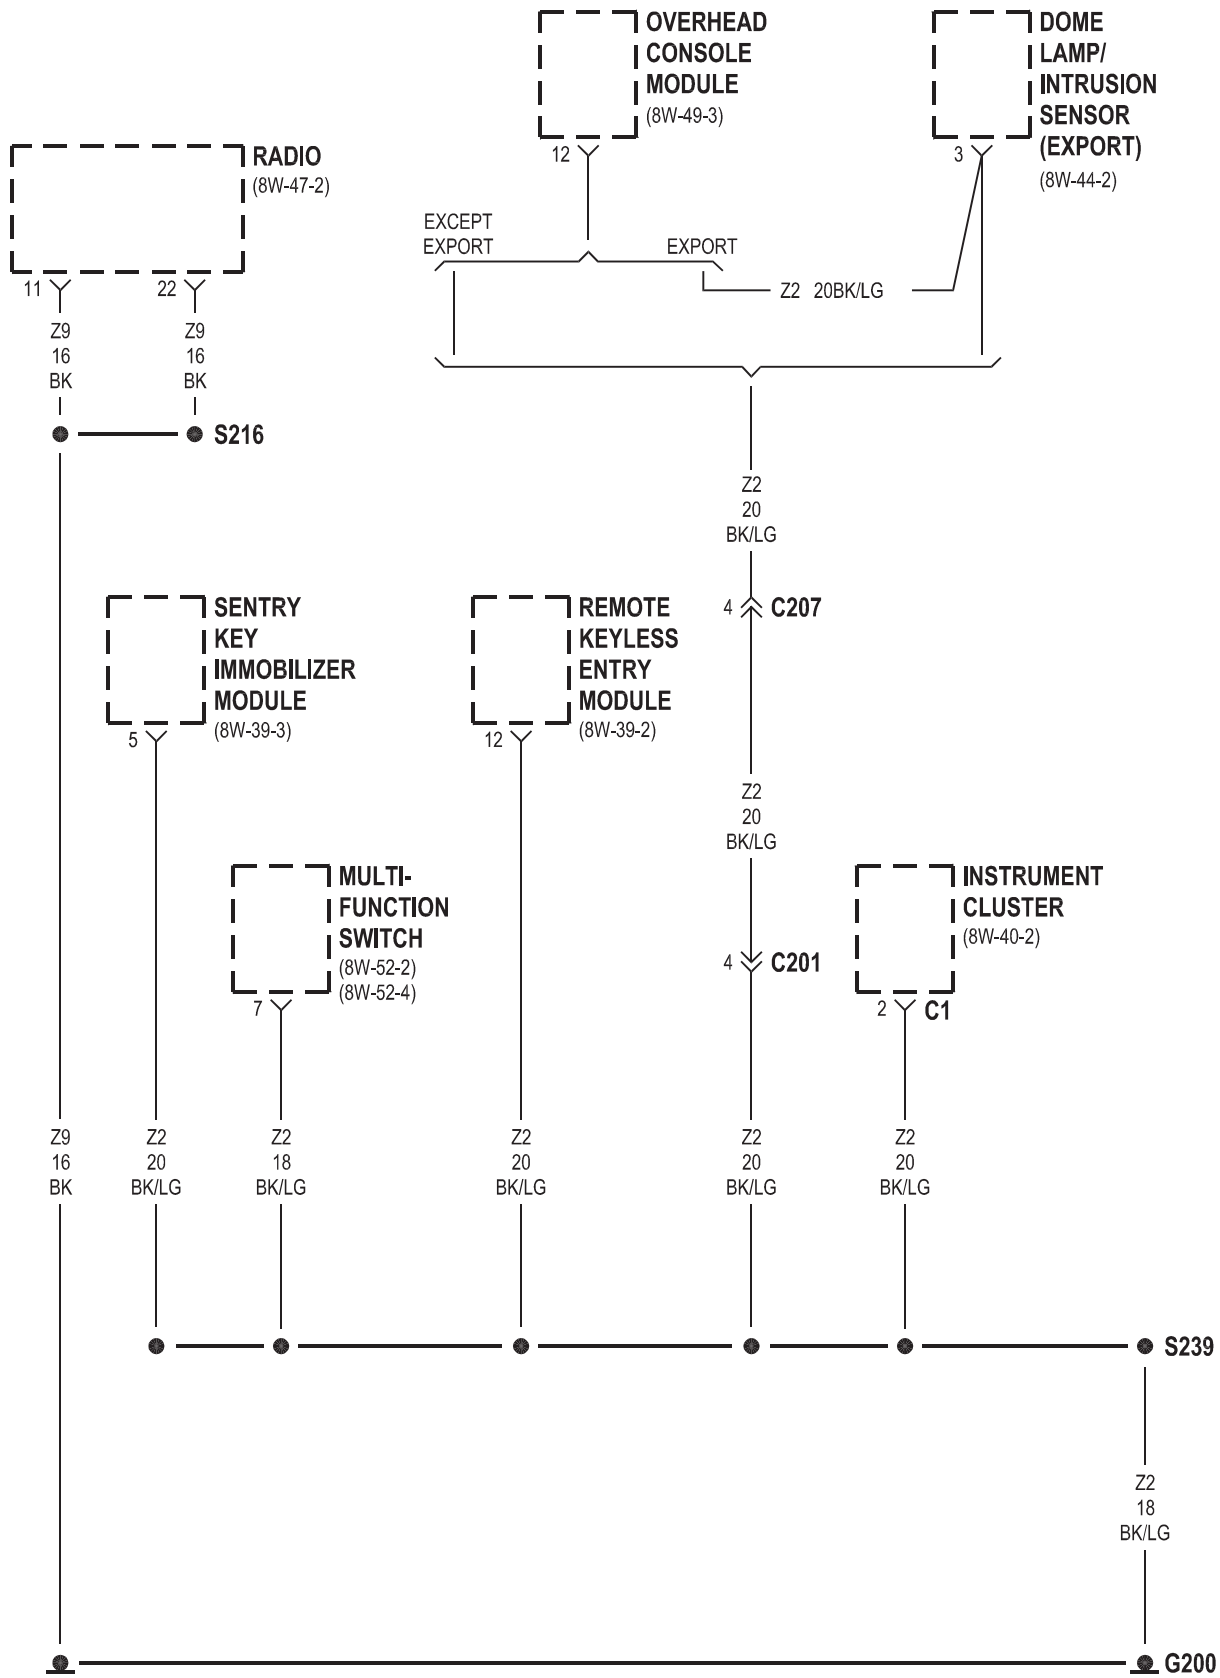 OVERHEAD
CONSOLE
MODULE
(8W-49-3)
12
DOME
LAMP/
INTRUSION
SENSOR
(EXPORT)
(8W-44-2)
3
RADIO
(8W-47-2)
11
22
EXCEPT
EXPORT
EXPORT
Z2 20BK/LG
Z9
16
BK
Z9
16
BK
S216
Z2
20
BK/LG
4
C207
SENTRY
KEY
IMMOBILIZER
MODULE
(8W-39-3)
5
REMOTE
KEYLESS
ENTRY
MODULE
(8W-39-2)
12
Z2
20
BK/LG
MULTI-
FUNCTION
SWITCH
(8W-52-2)
(8W-52-4)
7
4
C201
INSTRUMENT
CLUSTER
(8W-40-2)
2
C1
Z9
16
BK
Z2
20
BK/LG
Z2
18
BK/LG
Z2
20
BK/LG
Z2
20
BK/LG
Z2
20
BK/LG
S239
Z2
18
BK/LG
G200